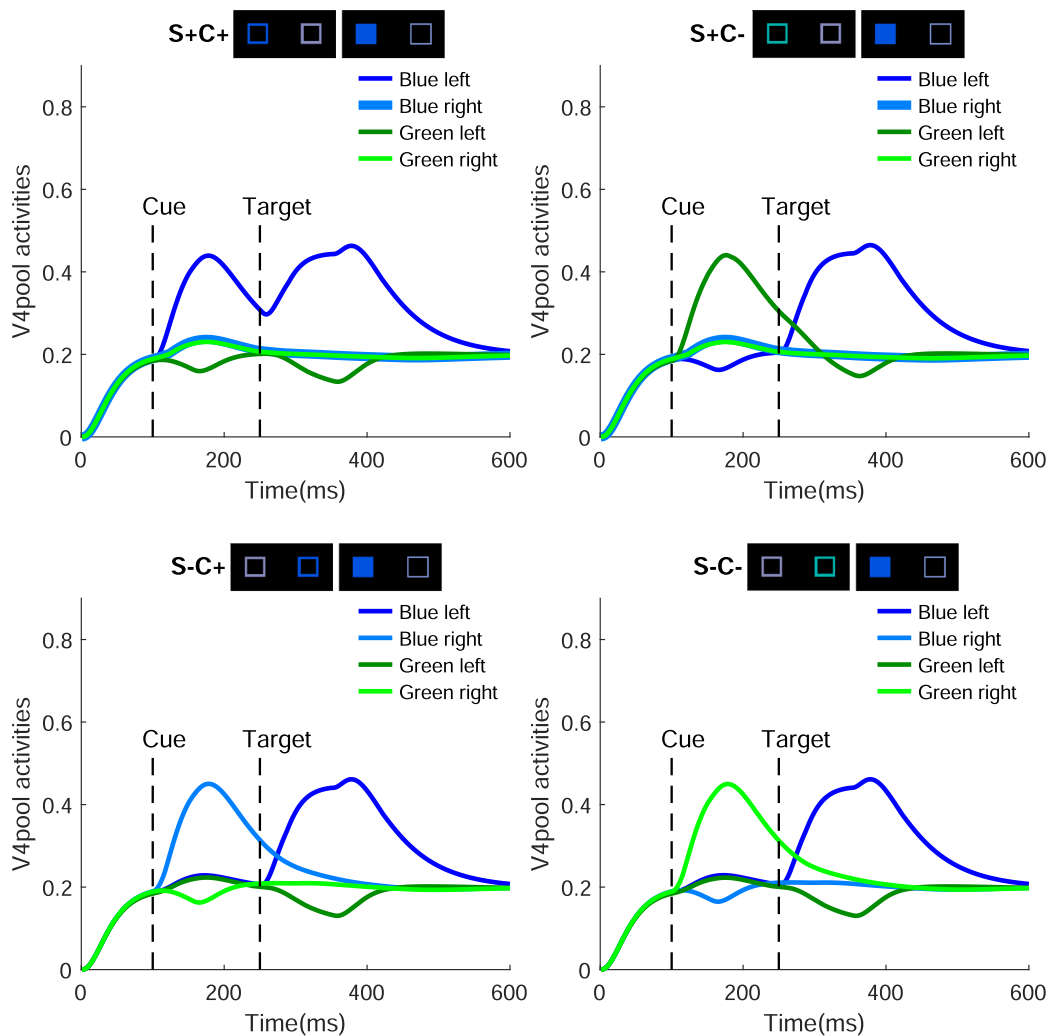 S+C+
Blue left
Blue right
Green left
Green right
Cue
Target
V4pool activities
0
0.2
0.4
0.6
0.8
0
200
400
600
Time(ms)
S+C-
Blue left
Blue right
Green left
Green right
Cue
Target
V4pool activities
0
0.2
0.4
0.6
0.8
0
200
400
600
Time(ms)
S-C+
Blue left
Blue right
Green left
Green right
Cue
Target
V4pool activities
0
0.2
0.4
0.6
0.8
0
200
400
600
Time(ms)
S-C-
Blue left
Blue right
Green left
Green right
Cue
Target
V4pool activities
0
0.2
0.4
0.6
0.8
0
200
400
600
Time(ms)